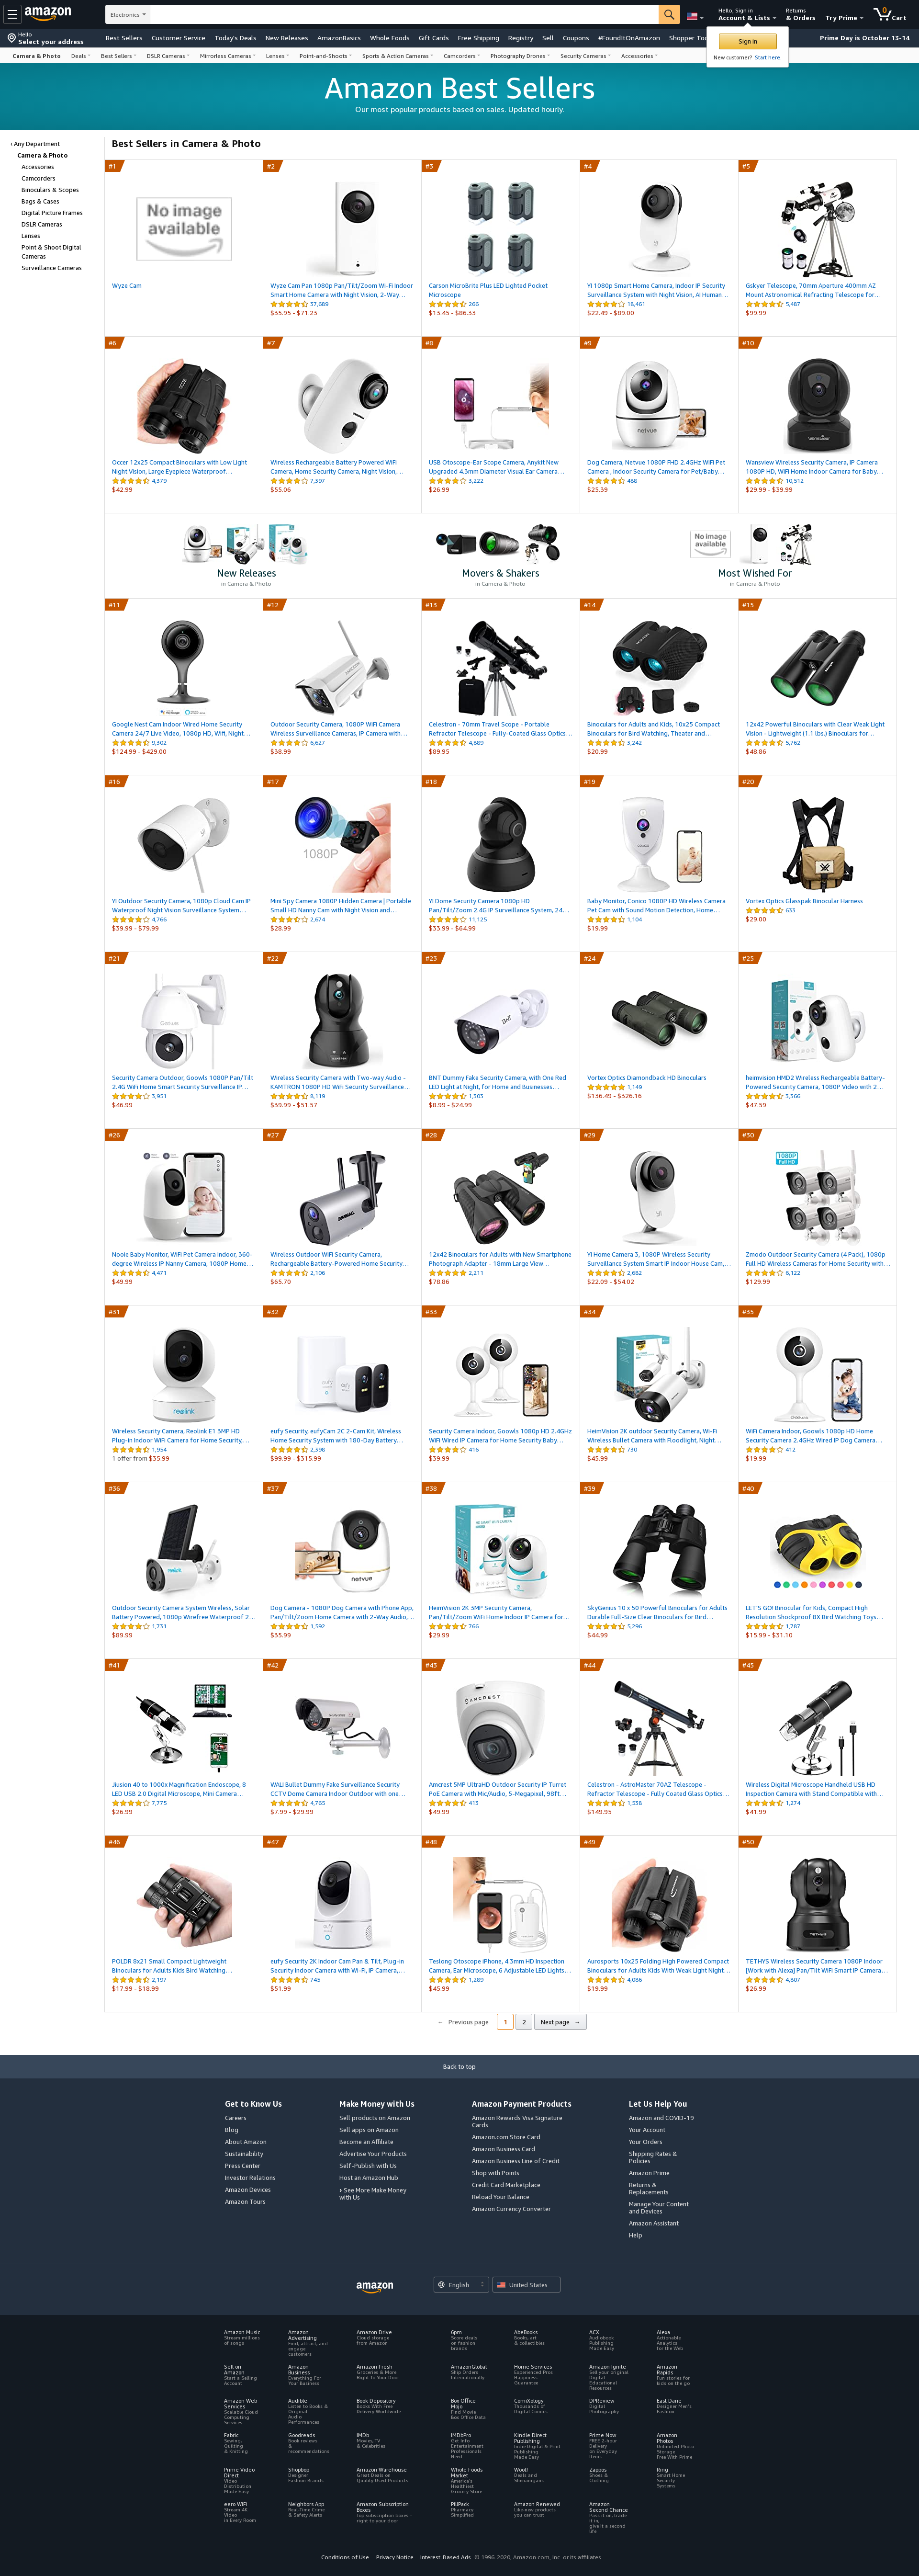 amazon
Electronics
Hello, Sign in
Account & Lists
Returns
& Orders
Try Prime
0
Cart
Hello
Select your address
Best Sellers
Customer Service
Today's Deals
New Releases
AmazonBasics
Whole Foods
Gift Cards
Free Shipping
Registry
Sell
Coupons
#FoundItOnAmazon
Shopper
Prime Day is October 13-14
Sign in
New customer? Start here.
Camera & Photo
Deals
Best Sellers
DSLR Cameras
Mirrorless Cameras
Lenses
Point-and-Shoots
Sports & Action Cameras
Camcorders
Photography Drones
Security Cameras
Accessories
Amazon Best Sellers
Our most popular products based on sales. Updated hourly.
‹ Any Department
Camera & Photo
Accessories
Camcorders
Binoculars & Scopes
Bags & Cases
Digital Picture Frames
DSLR Cameras
Lenses
Point & Shoot Digital
Cameras
Surveillance Cameras
Best Sellers in Camera & Photo
#1
No image
available
Wyze Cam
#2
Wyze Cam Pan 1080p Pan/Tilt/Zoom Wi-Fi Indoor
Smart Home Camera with Night Vision, 2-Way…
37,689
$35.95 - $71.23
#3
Carson MicroBrite Plus LED Lighted Pocket
Microscope
266
$13.45 - $86.33
#4
YI 1080p Smart Home Camera, Indoor IP Security
Surveillance System with Night Vision, AI Human…
18,461
$22.49 - $89.00
#5
Gskyer Telescope, 70mm Aperture 400mm AZ
Mount Astronomical Refracting Telescope for…
5,487
$99.99
#6
Occer 12x25 Compact Binoculars with Low Light
Night Vision, Large Eyepiece Waterproof…
4,379
$42.99
#7
Wireless Rechargeable Battery Powered WiFi
Camera, Home Security Camera, Night Vision,…
7,397
$55.06
#8
USB Otoscope-Ear Scope Camera, Anykit New
Upgraded 4.3mm Diameter Visual Ear Camera…
3,222
$26.99
#9
netvue
Dog Camera, Netvue 1080P FHD 2.4GHz WiFi Pet
Camera , Indoor Security Camera for Pet/Baby…
488
$25.39
#10
Wansview Wireless Security Camera, IP Camera
1080P HD, WiFi Home Indoor Camera for Baby…
10,512
$29.99 - $39.99
New Releases
in Camera & Photo
Movers & Shakers
in Camera & Photo
No image
available
Most Wished For
in Camera & Photo
#11
Google Nest Cam Indoor Wired Home Security
Camera 24/7 Live Video, 1080p HD, Wifi, Night…
9,302
$124.99 - $429.00
#12
Outdoor Security Camera, 1080P WiFi Camera
Wireless Surveillance Cameras, IP Camera with…
6,627
$38.99
#13
Celestron - 70mm Travel Scope - Portable
Refractor Telescope - Fully-Coated Glass Optics…
4,889
$89.95
#14
Binoculars for Adults and Kids, 10x25 Compact
Binoculars for Bird Watching, Theater and…
3,242
$20.99
#15
12x42 Powerful Binoculars with Clear Weak Light
Vision - Lightweight (1.1 lbs.) Binoculars for…
5,762
$48.86
#16
YI Outdoor Security Camera, 1080p Cloud Cam IP
Waterproof Night Vision Surveillance System…
4,766
$39.99 - $79.99
#17
1080P
Mini Spy Camera 1080P Hidden Camera | Portable
Small HD Nanny Cam with Night Vision and…
2,674
$28.99
#18
YI Dome Security Camera 1080p HD
Pan/Tilt/Zoom 2.4G IP Surveillance System, 24…
11,125
$33.99 - $64.99
#19
Baby Monitor, Conico 1080P HD Wireless Camera
Pet Cam with Sound Motion Detection, Home…
1,104
$19.99
#20
Vortex Optics Glasspak Binocular Harness
633
$29.00
#21
Security Camera Outdoor, Goowls 1080P Pan/Tilt
2.4G WiFi Home Smart Security Surveillance IP…
3,951
$46.99
#22
Wireless Security Camera with Two-way Audio -
KAMTRON 1080P HD WiFi Security Surveillance…
8,119
$39.99 - $51.57
#23
BNT
BNT Dummy Fake Security Camera, with One Red
LED Light at Night, for Home and Businesses…
1,303
$8.99 - $24.99
#24
Vortex Optics Diamondback HD Binoculars
1,149
$136.49 - $326.16
#25
heimvision HMD2 Wireless Rechargeable Battery-
Powered Security Camera, 1080P Video with 2…
3,366
$47.59
#26
Nooie Baby Monitor, WiFi Pet Camera Indoor, 360-
degree Wireless IP Nanny Camera, 1080P Home…
4,471
$49.99
#27
Wireless Outdoor WiFi Security Camera,
Rechargeable Battery-Powered Home Security…
2,106
$65.70
#28
12x42 Binoculars for Adults with New Smartphone
Photograph Adapter - 18mm Large View…
2,211
$78.86
#29
YI Home Camera 3, 1080P Wireless Security
Surveillance System Smart IP Indoor House Cam,…
2,682
$22.09 - $54.02
#30
1080P
Full HD
Zmodo Outdoor Security Camera (4 Pack), 1080p
Full HD Wireless Cameras for Home Security with…
6,122
$129.99
#31
reolink
Wireless Security Camera, Reolink E1 3MP HD
Plug-in Indoor WiFi Camera for Home Security,…
1,954
1 offer from $35.99
#32
eufy Security, eufyCam 2C 2-Cam Kit, Wireless
Home Security System with 180-Day Battery…
2,396
$99.99 - $315.99
#33
Security Camera Indoor, Goowls 1080p HD 2.4GHz
WiFi Wired IP Camera for Home Security Baby…
416
$39.99
#34
HeimVision 2K outdoor Security Camera, Wi-Fi
Wireless Bullet Camera with Floodlight, Night…
730
$45.99
#35
WiFi Camera Indoor, Goowls 1080p HD Home
Security Camera 2.4GHz Wired IP Dog Camera…
412
$19.99
#36
reolink
Outdoor Security Camera System Wireless, Solar
Battery Powered, 1080p Wirefree Waterproof 2…
1,731
$89.99
#37
netvue
Dog Camera - 1080P Dog Camera with Phone App,
Pan/Tilt/Zoom Home Camera with 2-Way Audio,…
1,592
$35.99
#38
HeimVision 2K 3MP Security Camera,
Pan/Tilt/Zoom WiFi Home Indoor IP Camera for…
766
$29.99
#39
SkyGenius 10 x 50 Powerful Binoculars for Adults
Durable Full-Size Clear Binoculars for Bird…
5,296
$44.99
#40
LET'S GO! Binocular for Kids, Compact High
Resolution Shockproof 8X Bird Watching Toys…
1,787
$15.99 - $31.10
#41
Jiusion 40 to 1000x Magnification Endoscope, 8
LED USB 2.0 Digital Microscope, Mini Camera…
7,775
$26.99
#42
WALI Bullet Dummy Fake Surveillance Security
CCTV Dome Camera Indoor Outdoor with one…
4,765
$7.99 - $29.99
#43
AMCREST
Amcrest 5MP UltraHD Outdoor Security IP Turret
PoE Camera with Mic/Audio, 5-Megapixel, 98ft…
413
$49.99
#44
Celestron - AstroMaster 70AZ Telescope -
Refractor Telescope - Fully Coated Glass Optics…
1,538
$149.95
#45
Wireless Digital Microscope Handheld USB HD
Inspection Camera with Stand Compatible with…
1,274
$41.99
#46
POLDR 8x21 Small Compact Lightweight
Binoculars for Adults Kids Bird Watching…
2,197
$17.99 - $18.99
#47
eufy Security 2K Indoor Cam Pan & Tilt, Plug-in
Security Indoor Camera with Wi-Fi, IP Camera,…
745
$51.99
#48
Teslong Otoscope iPhone, 4.3mm HD Inspection
Camera, Ear Microscope, 6 Adjustable LED Lights…
1,289
$45.99
#49
Aurosports 10x25 Folding High Powered Compact
Binoculars for Adults Kids With Weak Light Night…
4,086
$19.99
#50
TETHYS Wireless Security Camera 1080P Indoor
[Work with Alexa] Pan/Tilt WiFi Smart IP Camera…
4,807
$26.99
← Previous page
1
2
Next page →
Back to top
Get to Know Us
Careers
Blog
About Amazon
Sustainability
Press Center
Investor Relations
Amazon Devices
Amazon Tours
Make Money with Us
Sell products on Amazon
Sell apps on Amazon
Become an Affiliate
Advertise Your Products
Self-Publish with Us
Host an Amazon Hub
› See More Make Money
with Us
Amazon Payment Products
Amazon Rewards Visa Signature
Cards
Amazon.com Store Card
Amazon Business Card
Amazon Business Line of Credit
Shop with Points
Credit Card Marketplace
Reload Your Balance
Amazon Currency Converter
Let Us Help You
Amazon and COVID-19
Your Account
Your Orders
Shipping Rates &
Policies
Amazon Prime
Returns &
Replacements
Manage Your Content
and Devices
Amazon Assistant
Help
amazon
English
United States
Amazon Music
Stream millions
of songs
Amazon
Advertising
Find, attract, and
engage
customers
Amazon Drive
Cloud storage
from Amazon
6pm
Score deals
on fashion
brands
AbeBooks
Books, art
& collectibles
ACX
Audiobook
Publishing
Made Easy
Alexa
Actionable
Analytics
for the Web
Sell on
Amazon
Start a Selling
Account
Amazon
Business
Everything For
Your Business
Amazon Fresh
Groceries & More
Right To Your Door
AmazonGlobal
Ship Orders
Internationally
Home Services
Experienced Pros
Happiness
Guarantee
Amazon Ignite
Sell your original
Digital
Educational
Resources
Amazon
Rapids
Fun stories for
kids on the go
Amazon Web
Services
Scalable Cloud
Computing
Services
Audible
Listen to Books &
Original
Audio
Performances
Book Depository
Books With Free
Delivery Worldwide
Box Office
Mojo
Find Movie
Box Office Data
ComiXology
Thousands of
Digital Comics
DPReview
Digital
Photography
East Dane
Designer Men's
Fashion
Fabric
Sewing,
Quilting
& Knitting
Goodreads
Book reviews
&
recommendations
IMDb
Movies, TV
& Celebrities
IMDbPro
Get Info
Entertainment
Professionals
Need
Kindle Direct
Publishing
Indie Digital & Print
Publishing
Made Easy
Prime Now
FREE 2-hour
Delivery
on Everyday
Items
Amazon
Photos
Unlimited Photo
Storage
Free With Prime
Prime Video
Direct
Video
Distribution
Made Easy
Shopbop
Designer
Fashion Brands
Amazon Warehouse
Great Deals on
Quality Used Products
Whole Foods
Market
America's
Healthiest
Grocery Store
Woot!
Deals and
Shenanigans
Zappos
Shoes &
Clothing
Ring
Smart Home
Security
Systems
eero WiFi
Stream 4K
Video
in Every Room
Neighbors App
Real-Time Crime
& Safety Alerts
Amazon Subscription
Boxes
Top subscription boxes –
right to your door
PillPack
Pharmacy
Simplified
Amazon Renewed
Like-new products
you can trust
Amazon
Second Chance
Pass it on, trade
it in,
give it a second
life
Conditions of Use
Privacy Notice
Interest-Based Ads
© 1996-2020, Amazon.com, Inc. or its affiliates